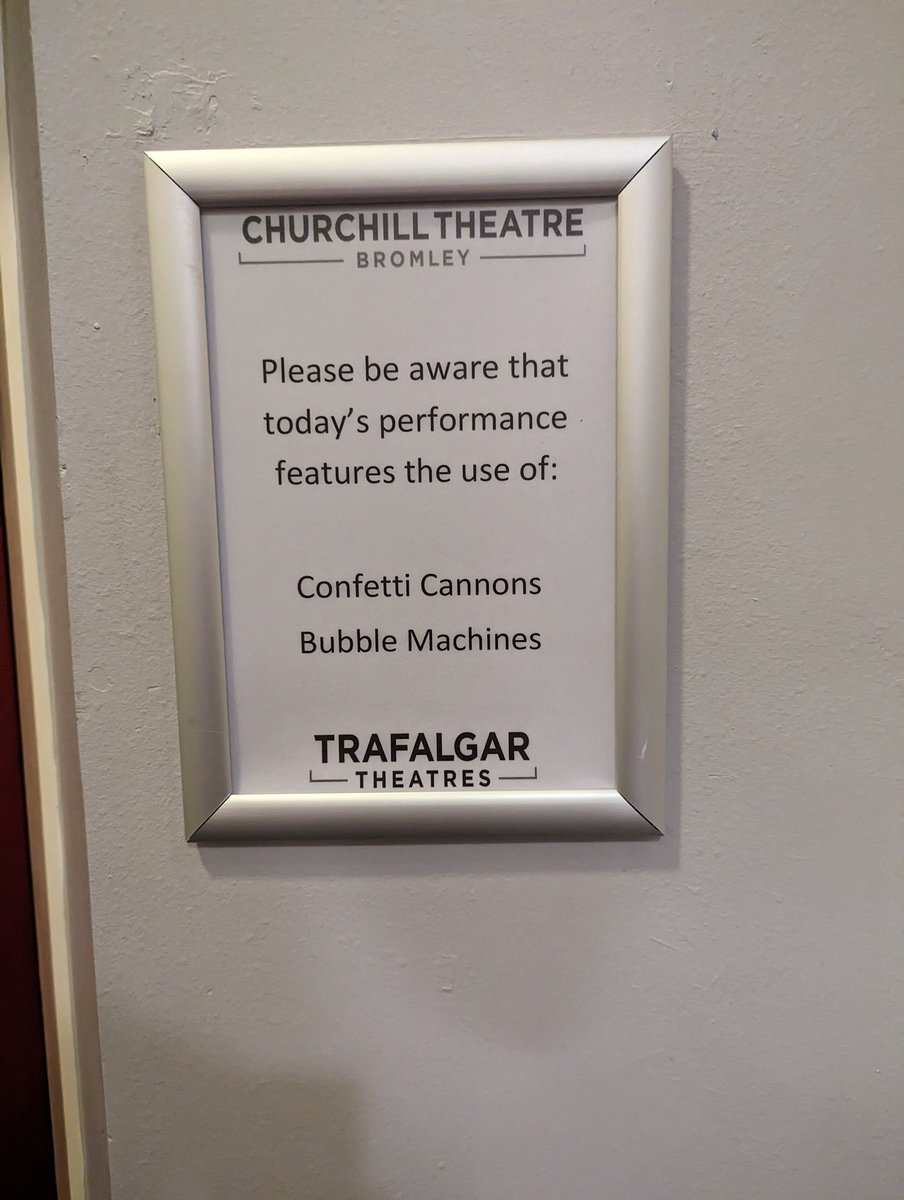 CHURCHILL THEATRE
BROMLEY
Please be aware that
today's performance
features the use of:
Confetti Cannons
Bubble Machines
TRAFALGAR
THEATRES